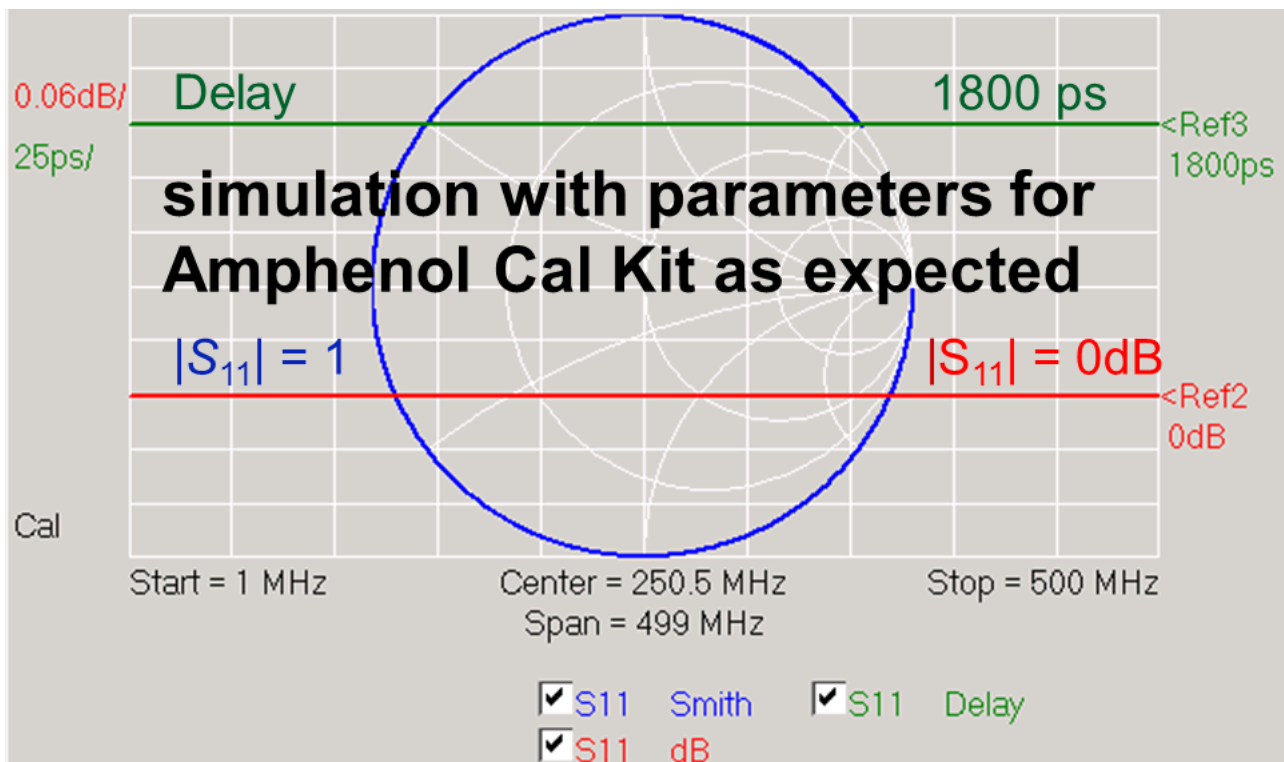 0.06dB/ Delay 1800 ps
<Ref3
25ps/ 1800ps
simulation with parameters for
Amphenol Cal Kit as expected
|S₁₁| = 1 |S₁₁| = 0dB
<Ref2
0dB
Cal
Start = 1 MHz Center = 250.5 MHz Stop = 500 MHz
Span = 499 MHz
S11 Smith S11 Delay
S11 dB